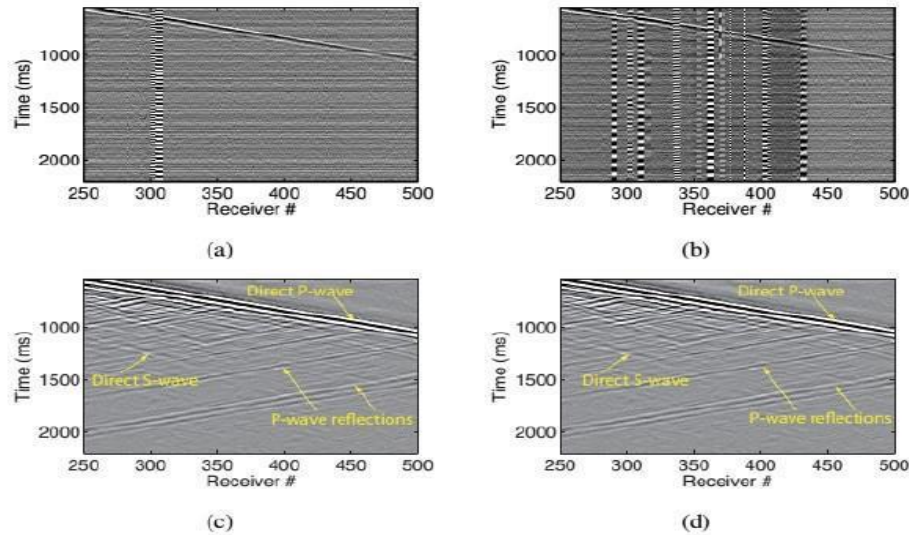 Time (ms)
1000
1500
2000
250 300 350 400 450 500
Receiver #
(a)
Time (ms)
1000
1500
2000
250 300 350 400 450 500
Receiver #
(b)
Time (ms)
1000
1500
2000
Direct P-wave
Direct S-wave
P-wave reflections
250 300 350 400 450 500
Receiver #
(c)
Time (ms)
1000
1500
2000
Direct P-wave
Direct S-wave
P-wave reflections
250 300 350 400 450 500
Receiver #
(d)